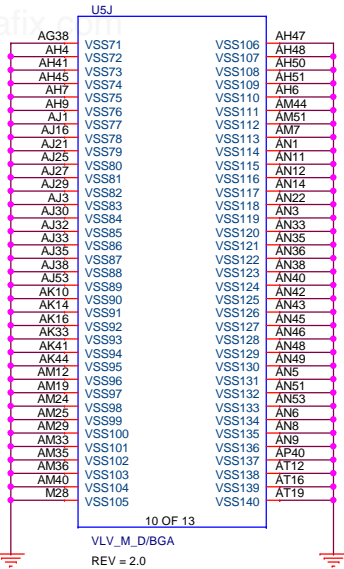 afix.com
U5J
AG38 VSS71 VSS106 AH47
AH4 VSS72 VSS107 AH48
AH41 VSS73 VSS108 AH50
AH45 VSS74 VSS109 AH51
AH7 VSS75 VSS110 AH6
AH9 VSS76 VSS111 AM44
AJ1 VSS77 VSS112 AM51
AJ16 VSS78 VSS113 AM7
AJ21 VSS79 VSS114 AN1
AJ25 VSS80 VSS115 AN11
AJ27 VSS81 VSS116 AN12
AJ29 VSS82 VSS117 AN14
AJ3 VSS83 VSS118 AN22
AJ30 VSS84 VSS119 AN3
AJ32 VSS85 VSS120 AN33
AJ33 VSS86 VSS121 AN35
AJ35 VSS87 VSS122 AN36
AJ38 VSS88 VSS123 AN38
AJ53 VSS89 VSS124 AN40
AK10 VSS90 VSS125 AN42
AK14 VSS91 VSS126 AN43
AK16 VSS92 VSS127 AN45
AK33 VSS93 VSS128 AN46
AK41 VSS94 VSS129 AN48
AK44 VSS95 VSS130 AN49
AM12 VSS96 VSS131 AN5
AM19 VSS97 VSS132 AN51
AM24 VSS98 VSS133 AN53
AM25 VSS99 VSS134 AN6
AM29 VSS100 VSS135 AN8
AM33 VSS101 VSS136 AN9
AM35 VSS102 VSS137 AP40
AM36 VSS103 VSS138 AT12
AM40 VSS104 VSS139 AT16
M28 VSS105 VSS140 AT19
10 OF 13
VLV_M_D/BGA
REV = 2.0